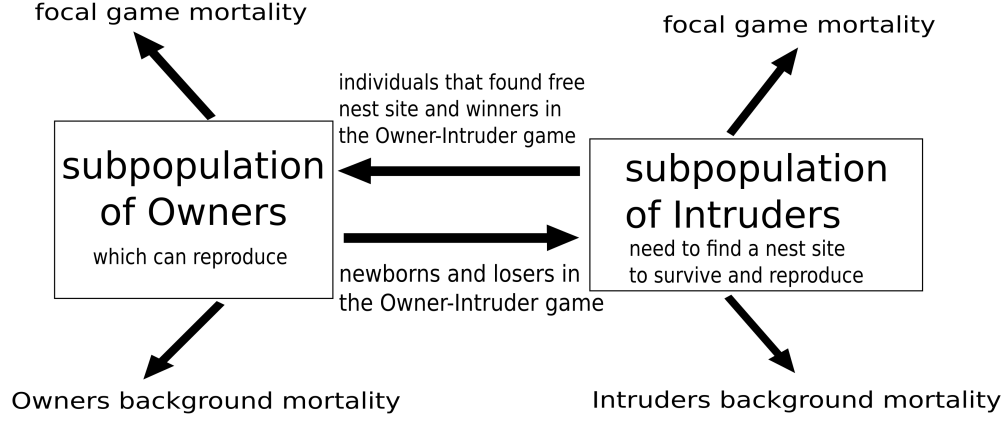 focal game mortality
focal game mortality
individuals that found free
nest site and winners in
the Owner-Intruder game
subpopulation
of Owners
which can reproduce
subpopulation
of Intruders
need to find a nest site
to survive and reproduce
newborns and losers in
the Owner-Intruder game
Owners background mortality
Intruders background mortality